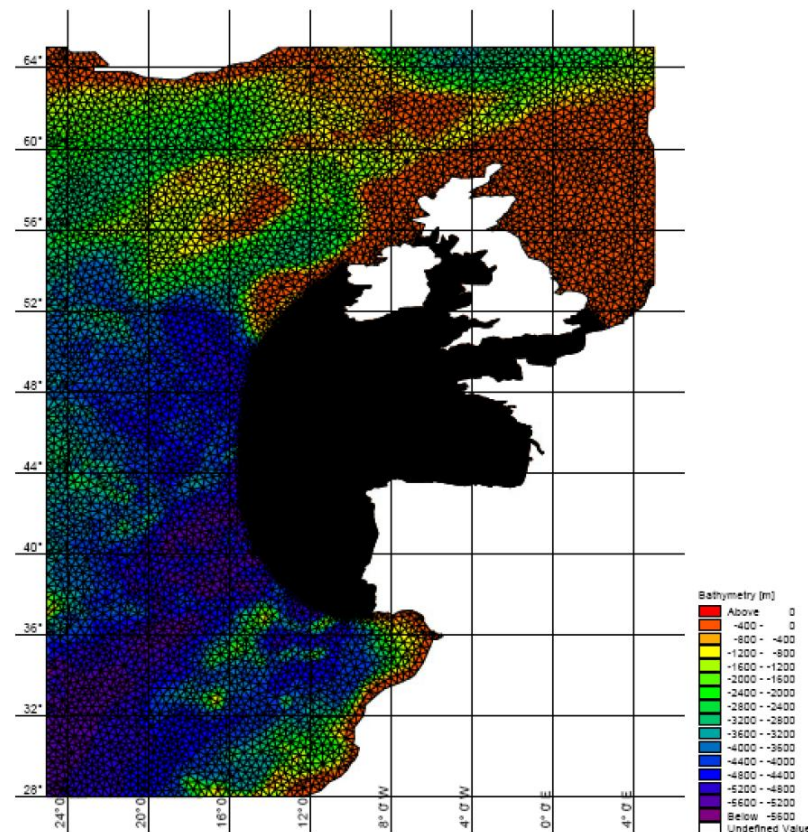 64°
60°
56°
52°
48°
44°
40°
36°
32°
28°
24°0'
20°0'
16°0'
12°0'
8°0'W
4°0'W
0°0'E
4°0'E
Bathymetry [m]
Above 0
-400 - 0
-800 - -400
-1200 - -800
-1600 - -1200
-2000 - -1600
-2400 - -2000
-2800 - -2400
-3200 - -2800
-3600 - -3200
-4000 - -3600
-4400 - -4000
-4800 - -4400
-5200 - -4800
-5600 - -5200
Below -5600
Undefined Value